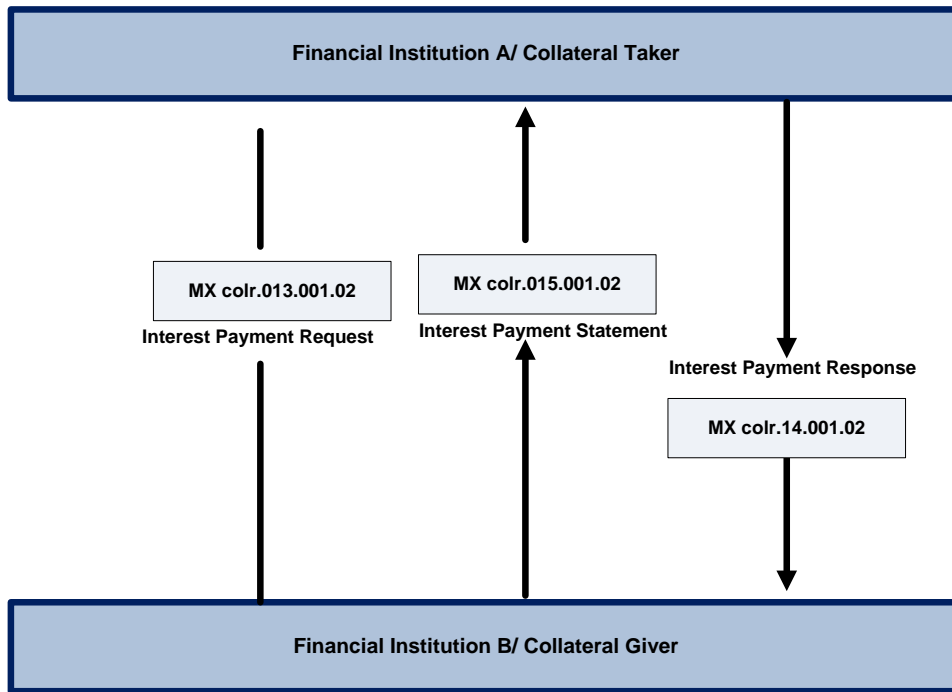 Financial Institution A/ Collateral Taker
MX colr.013.001.02
Interest Payment Request
MX colr.015.001.02
Interest Payment Statement
Interest Payment Response
MX colr.14.001.02
Financial Institution B/ Collateral Giver